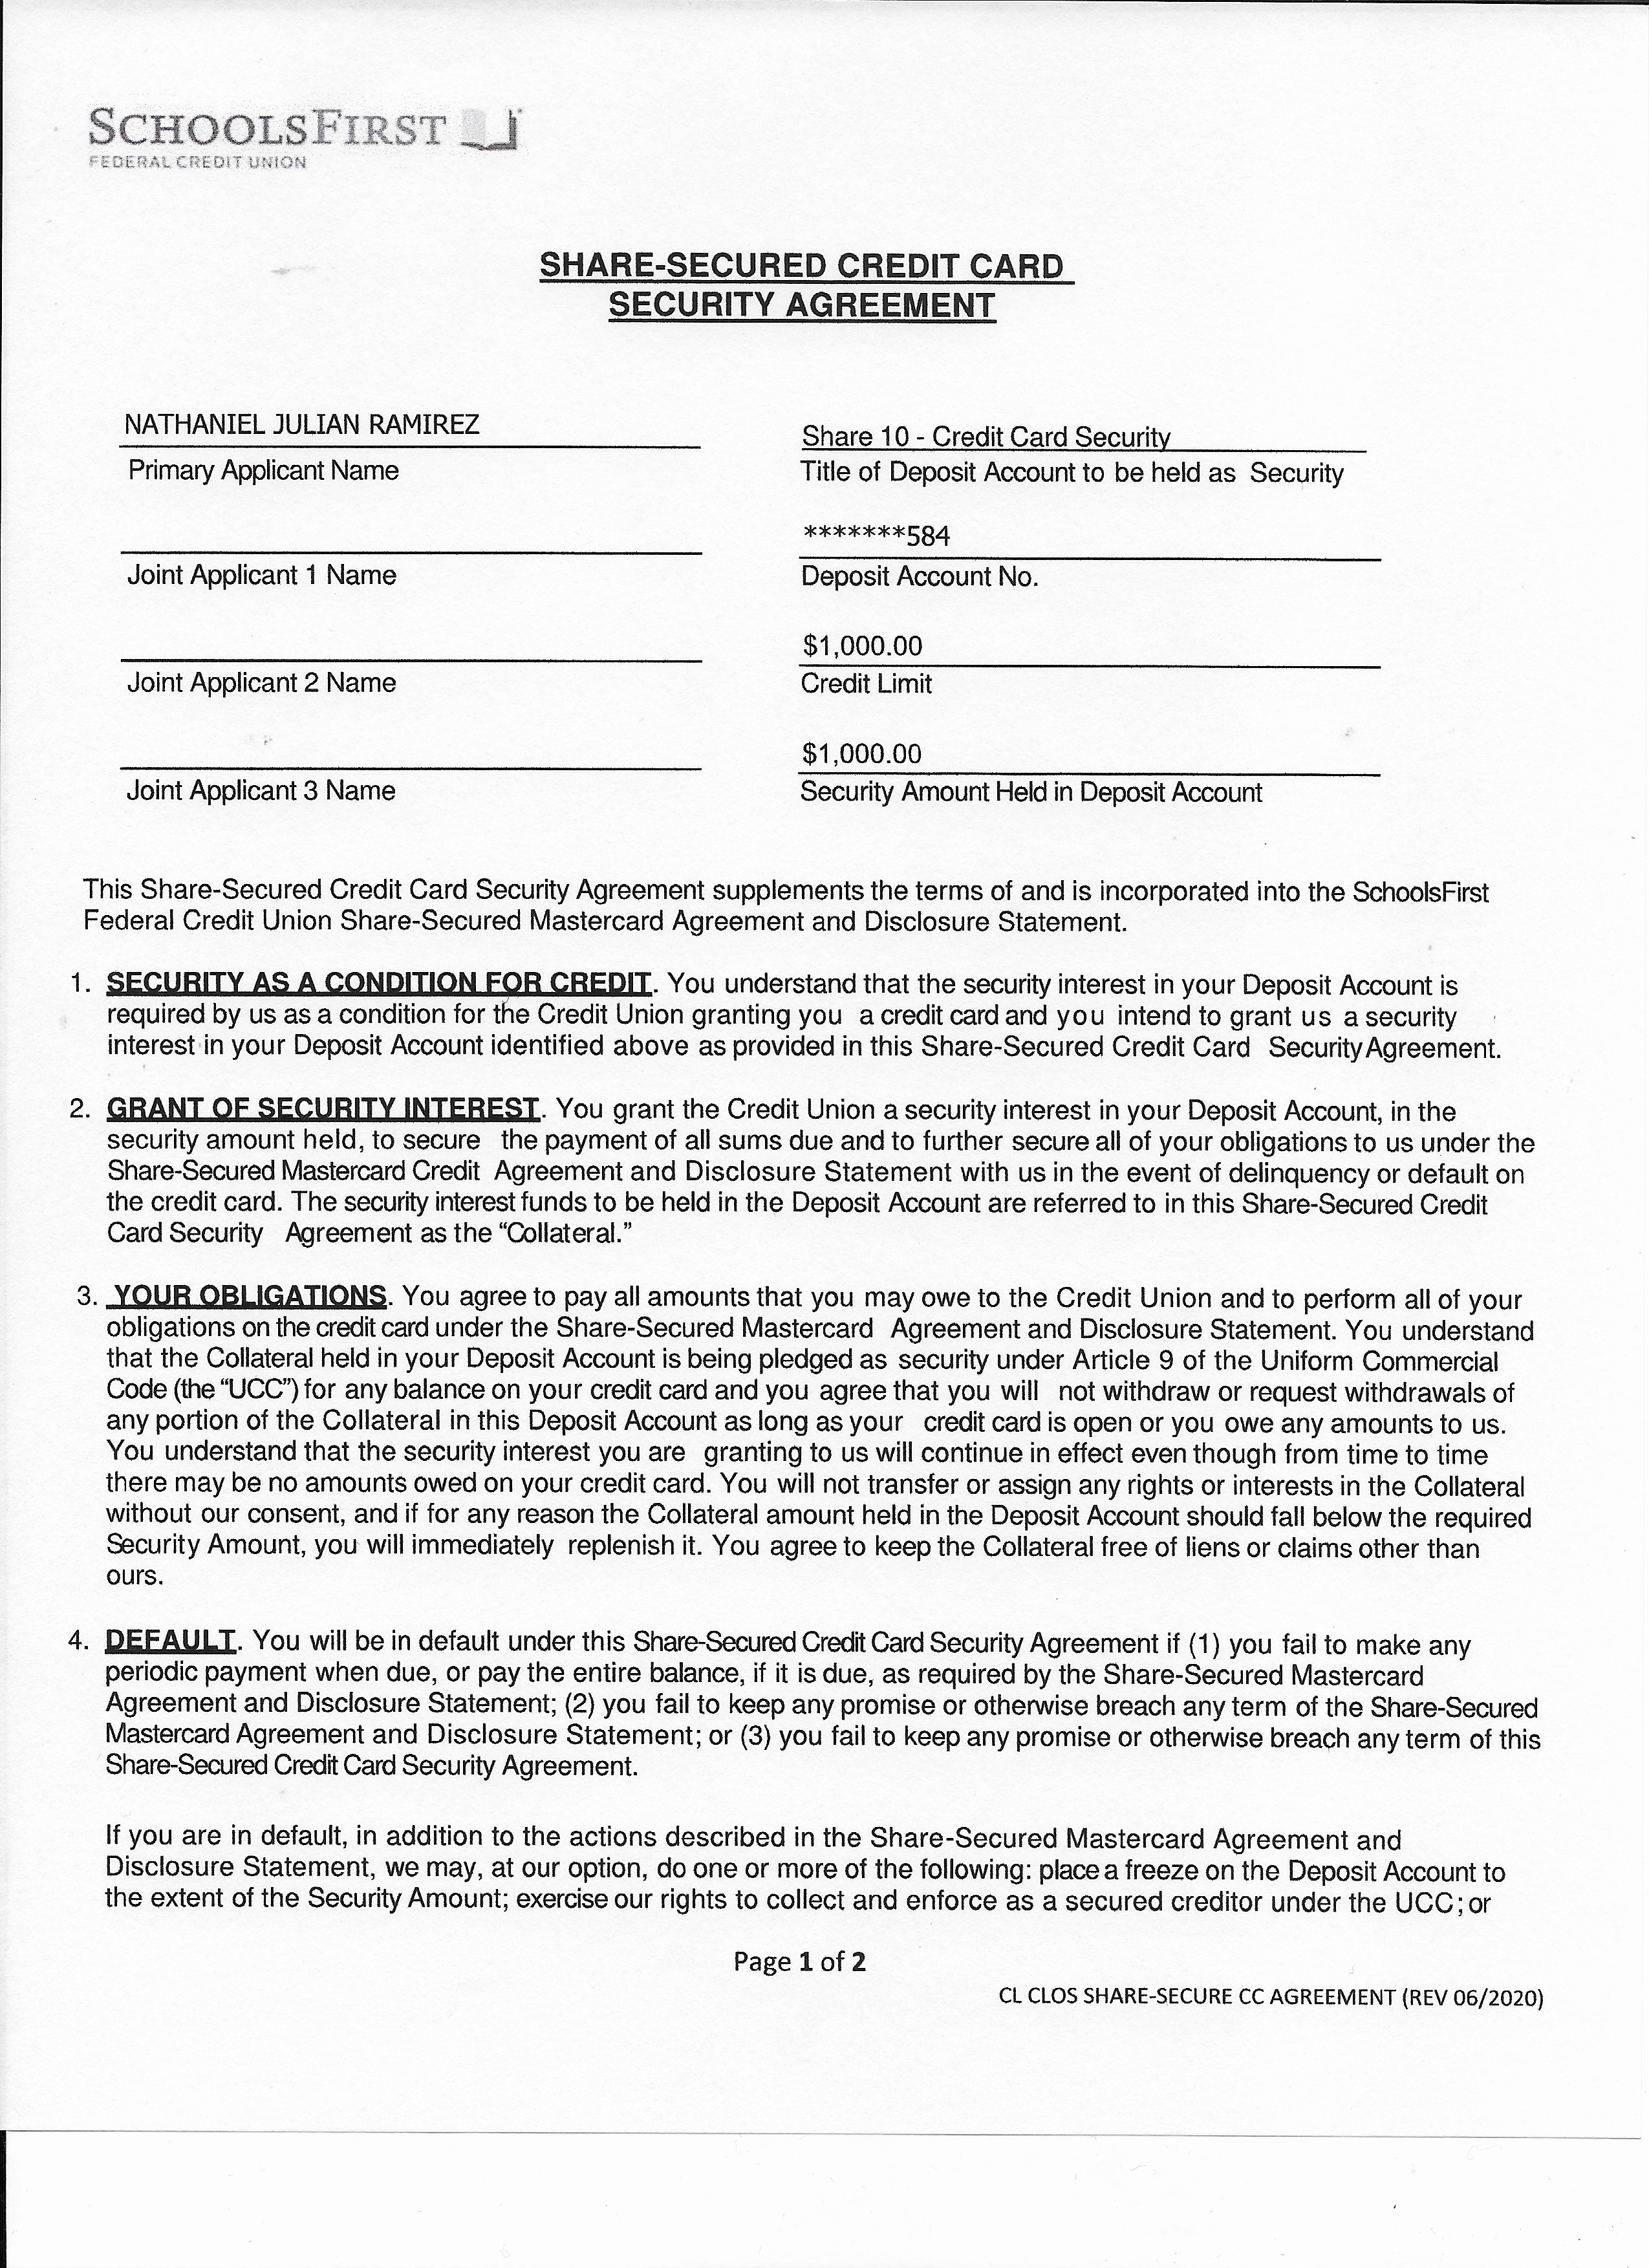 SCHOOLSFIRST
FEDERAL CREDIT UNION
SHARE-SECURED CREDIT CARD
SECURITY AGREEMENT
NATHANIEL JULIAN RAMIREZ
Primary Applicant Name
Share 10 - Credit Card Security
Title of Deposit Account to be held as Security
*******584
Joint Applicant 1 Name
Deposit Account No.
$1,000.00
Joint Applicant 2 Name
Credit Limit
$1,000.00
Joint Applicant 3 Name
Security Amount Held in Deposit Account
This Share-Secured Credit Card Security Agreement supplements the terms of and is incorporated into the SchoolsFirst
Federal Credit Union Share-Secured Mastercard Agreement and Disclosure Statement.
1. SECURITY AS A CONDITION FOR CREDIT. You understand that the security interest in your Deposit Account is
required by us as a condition for the Credit Union granting you a credit card and you intend to grant us a security
interest in your Deposit Account identified above as provided in this Share-Secured Credit Card Security Agreement.
2. GRANT OF SECURITY INTEREST. You grant the Credit Union a security interest in your Deposit Account, in the
security amount held, to secure the payment of all sums due and to further secure all of your obligations to us under the
Share-Secured Mastercard Credit Agreement and Disclosure Statement with us in the event of delinquency or default on
the credit card. The security interest funds to be held in the Deposit Account are referred to in this Share-Secured Credit
Card Security Agreement as the “Collateral.”
3. YOUR OBLIGATIONS. You agree to pay all amounts that you may owe to the Credit Union and to perform all of your
obligations on the credit card under the Share-Secured Mastercard Agreement and Disclosure Statement. You understand
that the Collateral held in your Deposit Account is being pledged as security under Article 9 of the Uniform Commercial
Code (the “UCC”) for any balance on your credit card and you agree that you will not withdraw or request withdrawals of
any portion of the Collateral in this Deposit Account as long as your credit card is open or you owe any amounts to us.
You understand that the security interest you are granting to us will continue in effect even though from time to time
there may be no amounts owed on your credit card. You will not transfer or assign any rights or interests in the Collateral
without our consent, and if for any reason the Collateral amount held in the Deposit Account should fall below the required
Security Amount, you will immediately replenish it. You agree to keep the Collateral free of liens or claims other than
ours.
4. DEFAULT. You will be in default under this Share-Secured Credit Card Security Agreement if (1) you fail to make any
periodic payment when due, or pay the entire balance, if it is due, as required by the Share-Secured Mastercard
Agreement and Disclosure Statement; (2) you fail to keep any promise or otherwise breach any term of the Share-Secured
Mastercard Agreement and Disclosure Statement; or (3) you fail to keep any promise or otherwise breach any term of this
Share-Secured Credit Card Security Agreement.
If you are in default, in addition to the actions described in the Share-Secured Mastercard Agreement and
Disclosure Statement, we may, at our option, do one or more of the following: place a freeze on the Deposit Account to
the extent of the Security Amount; exercise our rights to collect and enforce as a secured creditor under the UCC; or
Page 1 of 2
CL CLOS SHARE-SECURE CC AGREEMENT (REV 06/2020)